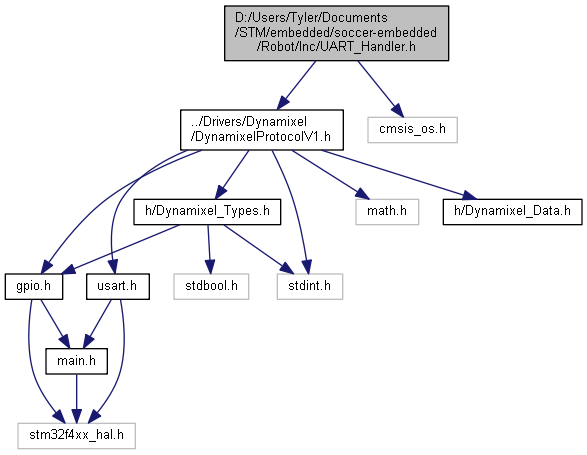 D:/Users/Tyler/Documents
/STM/embedded/soccer-embedded
/Robot/Inc/UART_Handler.h
../Drivers/Dynamixel
/DynamixelProtocolV1.h
cmsis_os.h
h/Dynamixel_Types.h
math.h
h/Dynamixel_Data.h
gpio.h
usart.h
stdbool.h
stdint.h
main.h
stm32f4xx_hal.h